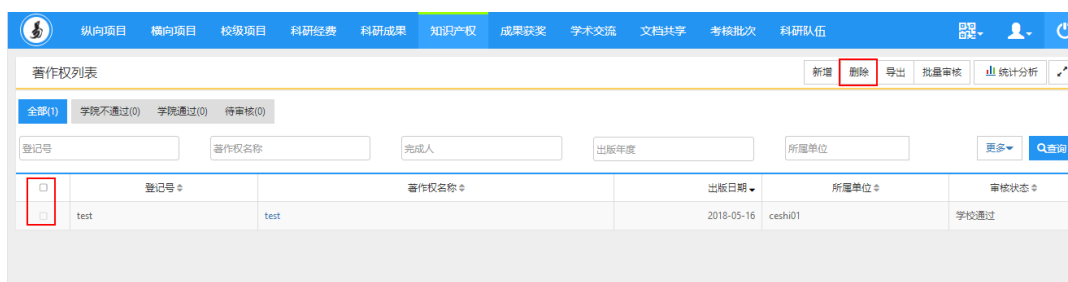 纵向项目 横向项目 校级项目 科研经费 科研成果 知识产权 成果获奖 学术交流 文档共享 考核批次 科研队伍
著作权列表 新增 删除 导出 批量审核 统计分析
全部(1) 学院不通过(0) 学院通过(0) 待审核(0)
登记号 著作权名称 完成人 出版年度 所属单位 更多 查询
登记号 著作权名称 出版日期 所属单位 审核状态
test test 2018-05-16 ceshi01 学校通过